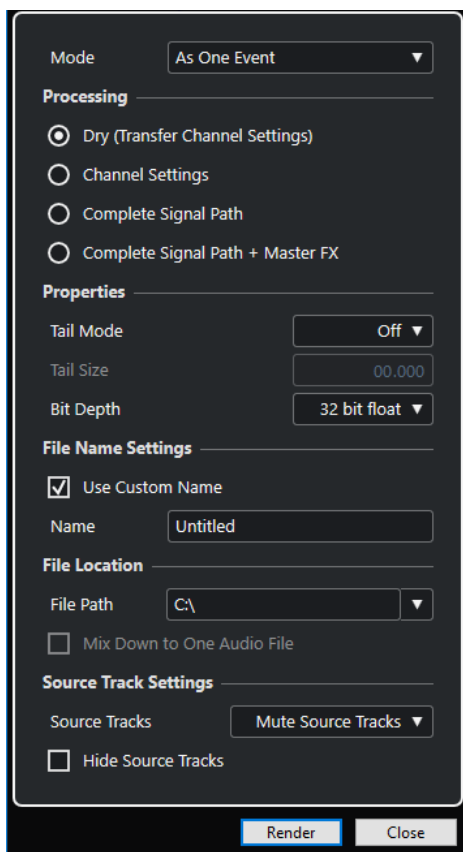 Mode As One Event
Processing
Dry (Transfer Channel Settings)
Channel Settings
Complete Signal Path
Complete Signal Path + Master FX
Properties
Tail Mode Off
Tail Size 00.000
Bit Depth 32 bit float
File Name Settings
Use Custom Name
Name Untitled
File Location
File Path C:\
Mix Down to One Audio File
Source Track Settings
Source Tracks Mute Source Tracks
Hide Source Tracks
Render Close